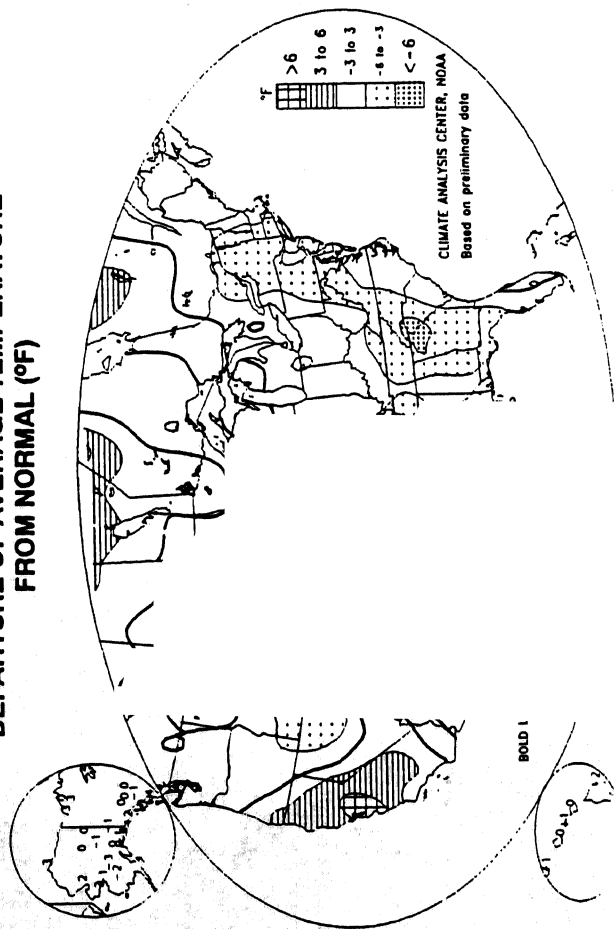 DEPARTURE OF AVERAGE TEMPERATURE
FROM NORMAL (ºF)
°F
>6
3 to 6
-3 to 3
-6 to -3
<-6
CLIMATE ANALYSIS CENTER, NOAA
Based on preliminary data
BOLD